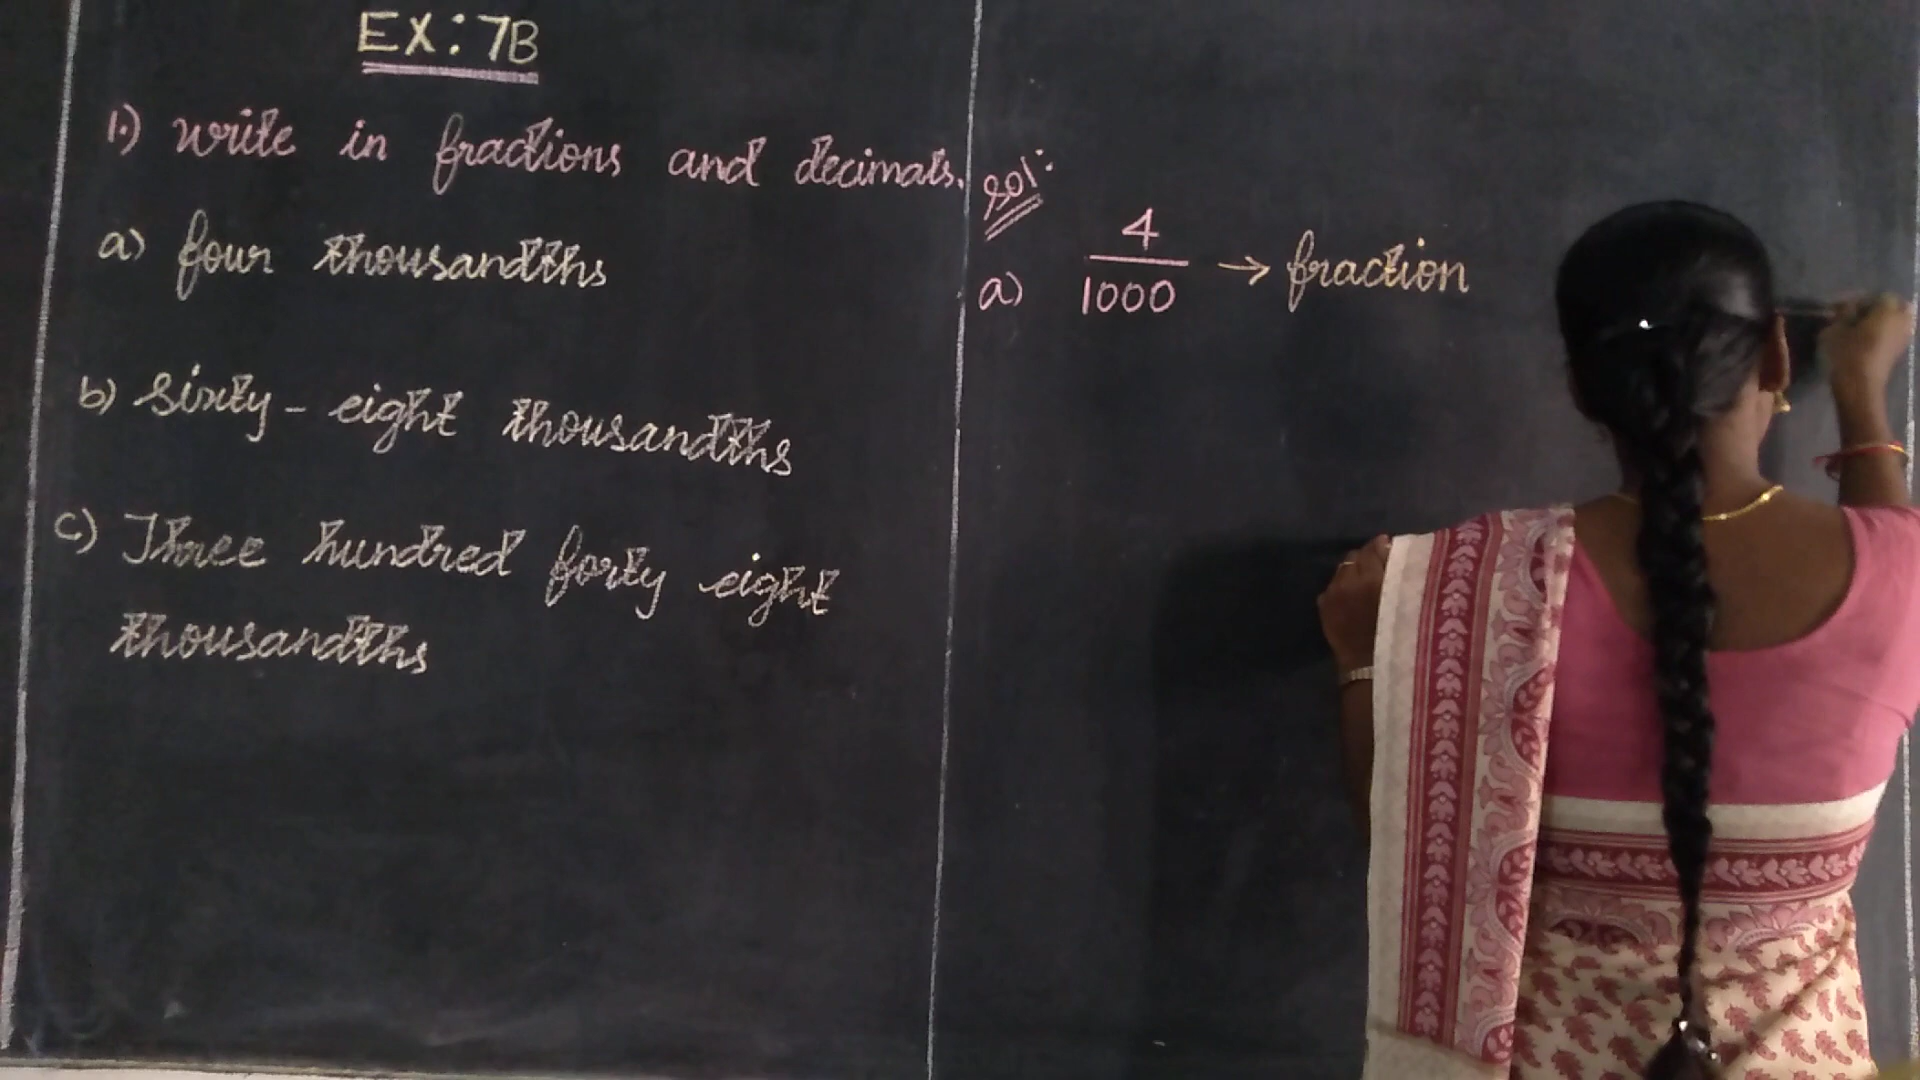 EX: 7B
1.) Write in fractions and decimals.
a) four thousandths
b) Sixty-eight thousandths
c) Three hundred forty eight
thousandths
Sol:
a) 4/1000 → fraction